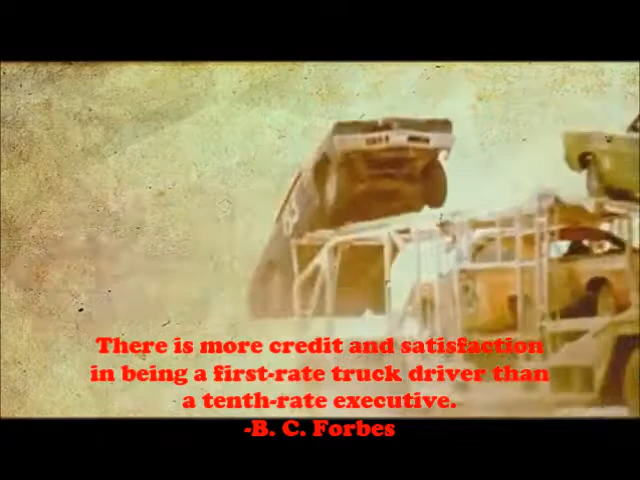 There is more credit and satisfaction
in being a first-rate truck driver than
a tenth-rate executive.
-B. C. Forbes